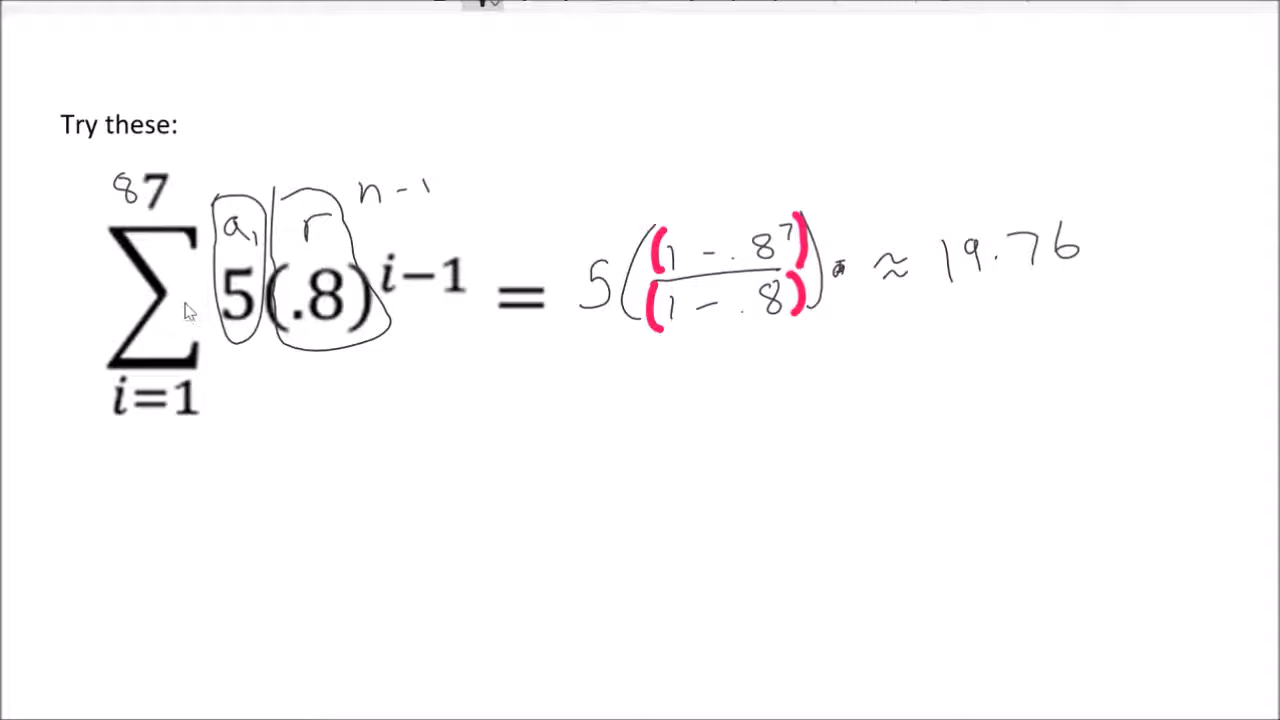 Try these:
87
a₁ r n-1
∑ 5(.8)^{i-1} = 5((1 - .8^7)/(1 - .8)). ≈ 19.76
i=1